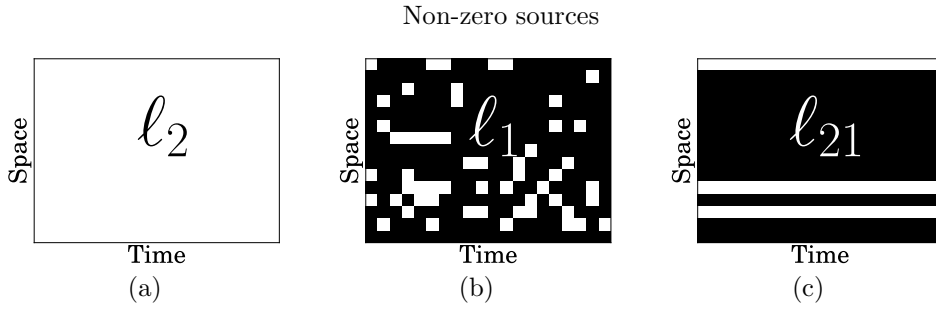 Non-zero sources
Space
ℓ2
Time
(a)
Space
ℓ1
Time
(b)
Space
ℓ21
Time
(c)